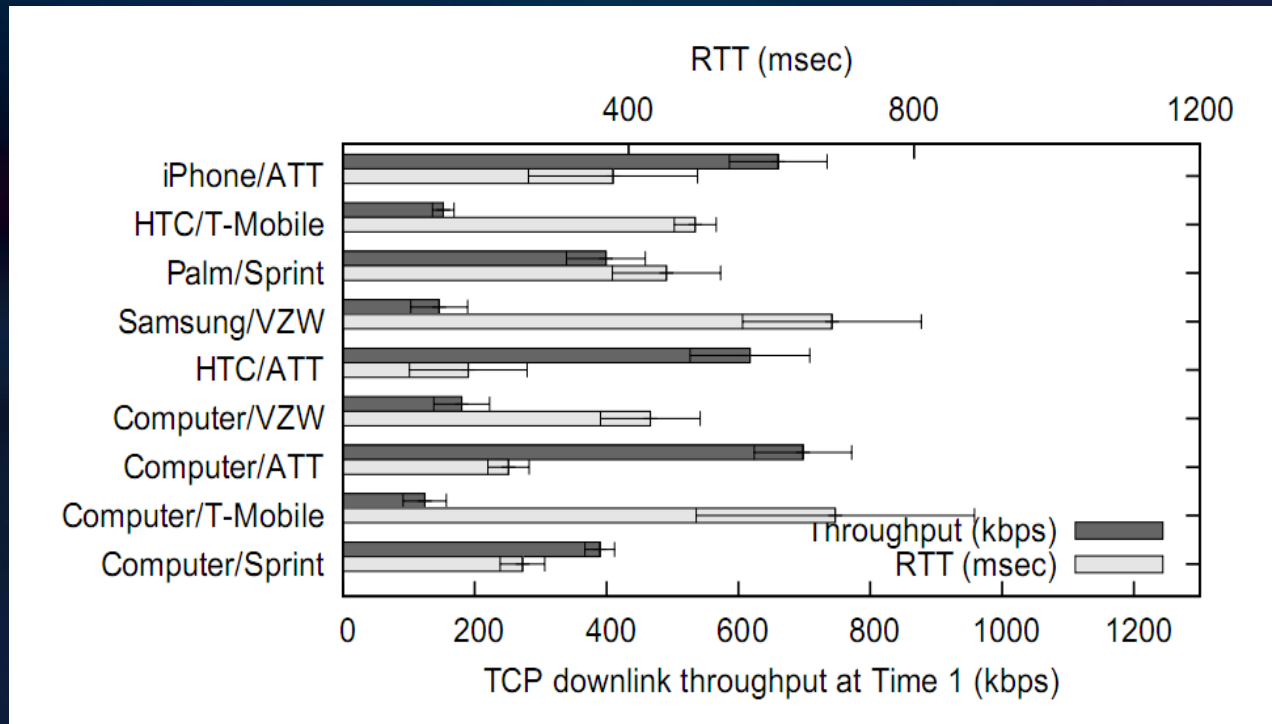 RTT (msec)
400 800 1200
iPhone/ATT
HTC/T-Mobile
Palm/Sprint
Samsung/VZW
HTC/ATT
Computer/VZW
Computer/ATT
Computer/T-Mobile
Throughput (kbps)
Computer/Sprint
RTT (msec)
0 200 400 600 800 1000 1200
TCP downlink throughput at Time 1 (kbps)